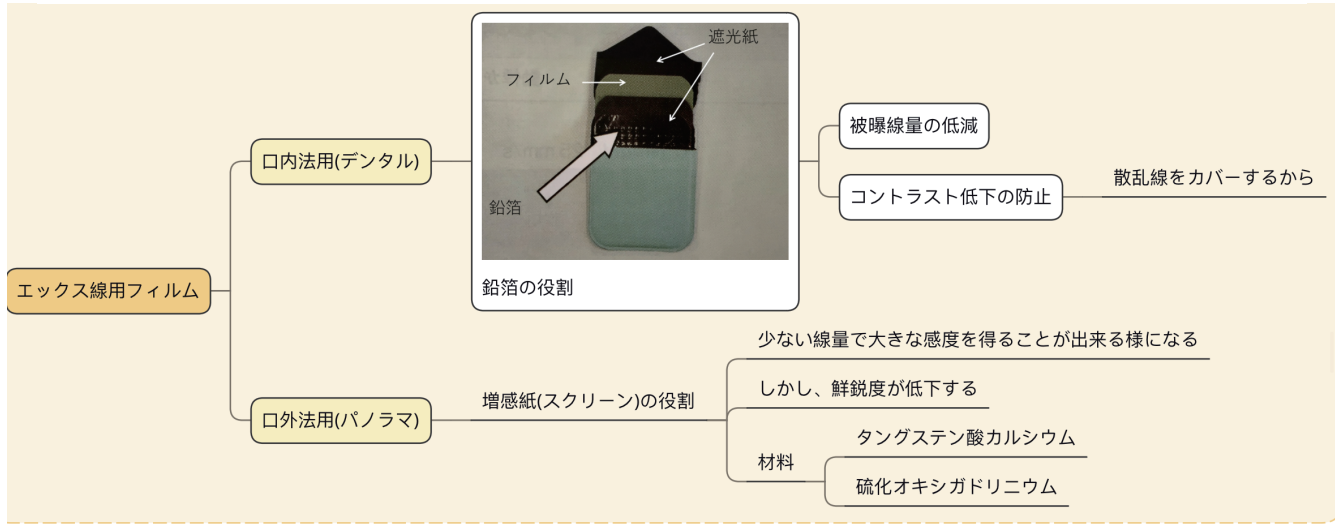 エックス線用フィルム
口内法用(デンタル)
遮光紙
フィルム
鉛箔
鉛箔の役割
被曝線量の低減
コントラスト低下の防止
散乱線をカバーするから
口外法用(パノラマ)
増感紙(スクリーン)の役割
少ない線量で大きな感度を得ることが出来る様になる
しかし、鮮鋭度が低下する
材料
タングステン酸カルシウム
硫化オキシガドリニウム